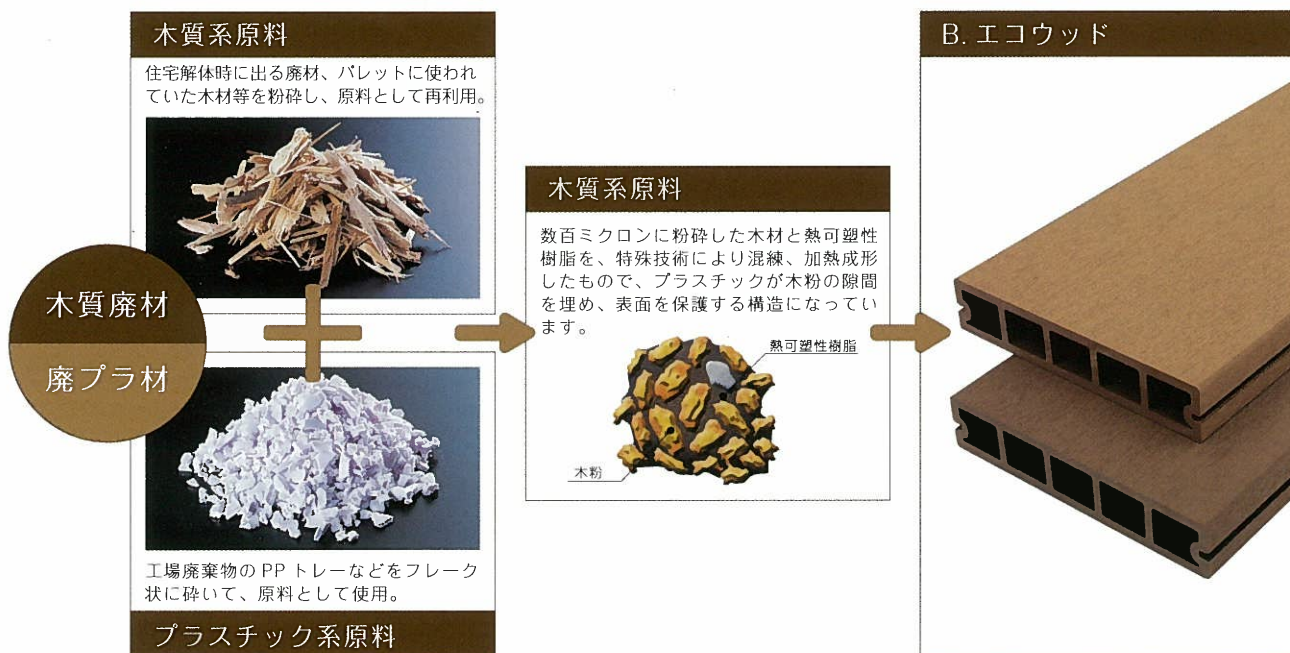 木質系原料
住宅解体時に出る廃材、パレットに使われ
ていた木材等を粉砕し、原料として再利用。
木質廃材
廃プラ材
工場廃棄物の PP トレーなどをフレーク
状に砕いて、原料として使用。
プラスチック系原料
木質系原料
数百ミクロンに粉砕した木材と熱可塑性
樹脂を、特殊技術により混練、加熱成形
したもので、プラスチックが木粉の隙間
を埋め、表面を保護する構造になってい
ます。
熱可塑性樹脂
木粉
B. エコウッド